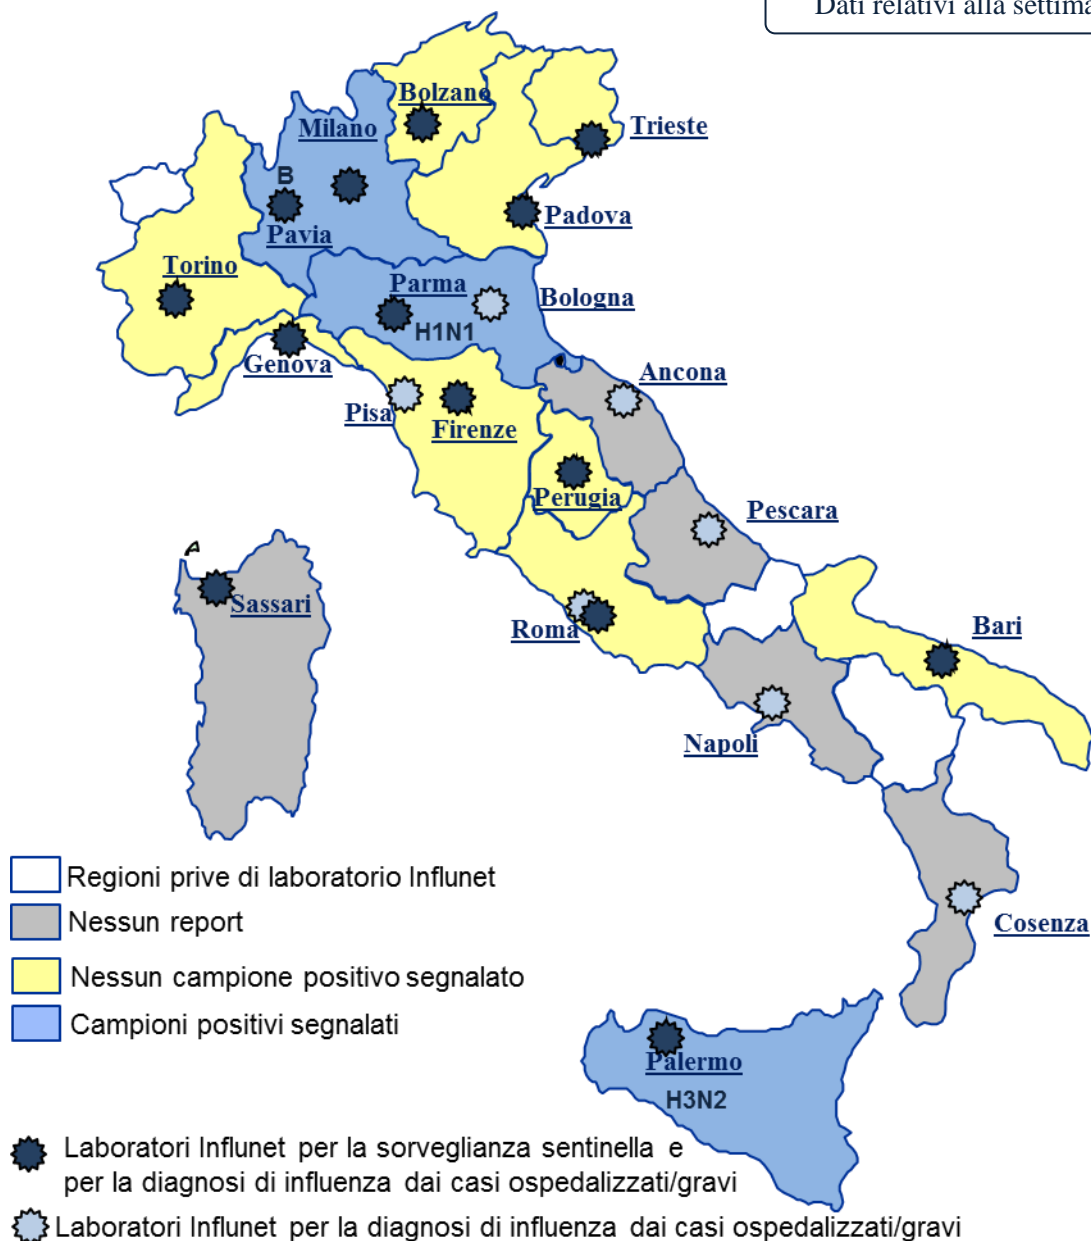 Dati relativi alla
Bolzano
Milano
Trieste
B
Padova
Pavia
Torino
Parma
Bologna
H1N1
Genova
Ancona
Pisa
Firenze
Perugia
Pescara
Sassari
Roma
Bari
Napoli
Regioni prive di laboratorio Influnet
Nessun report
Cosenza
Nessun campione positivo segnalato
Campioni positivi segnalati
Palermo
H3N2
Laboratori Influnet per la sorveglianza sentinella e
per la diagnosi di influenza dai casi ospedalizzati/gravi
Laboratori Influnet per la diagnosi di influenza dai casi ospedalizzati/gravi